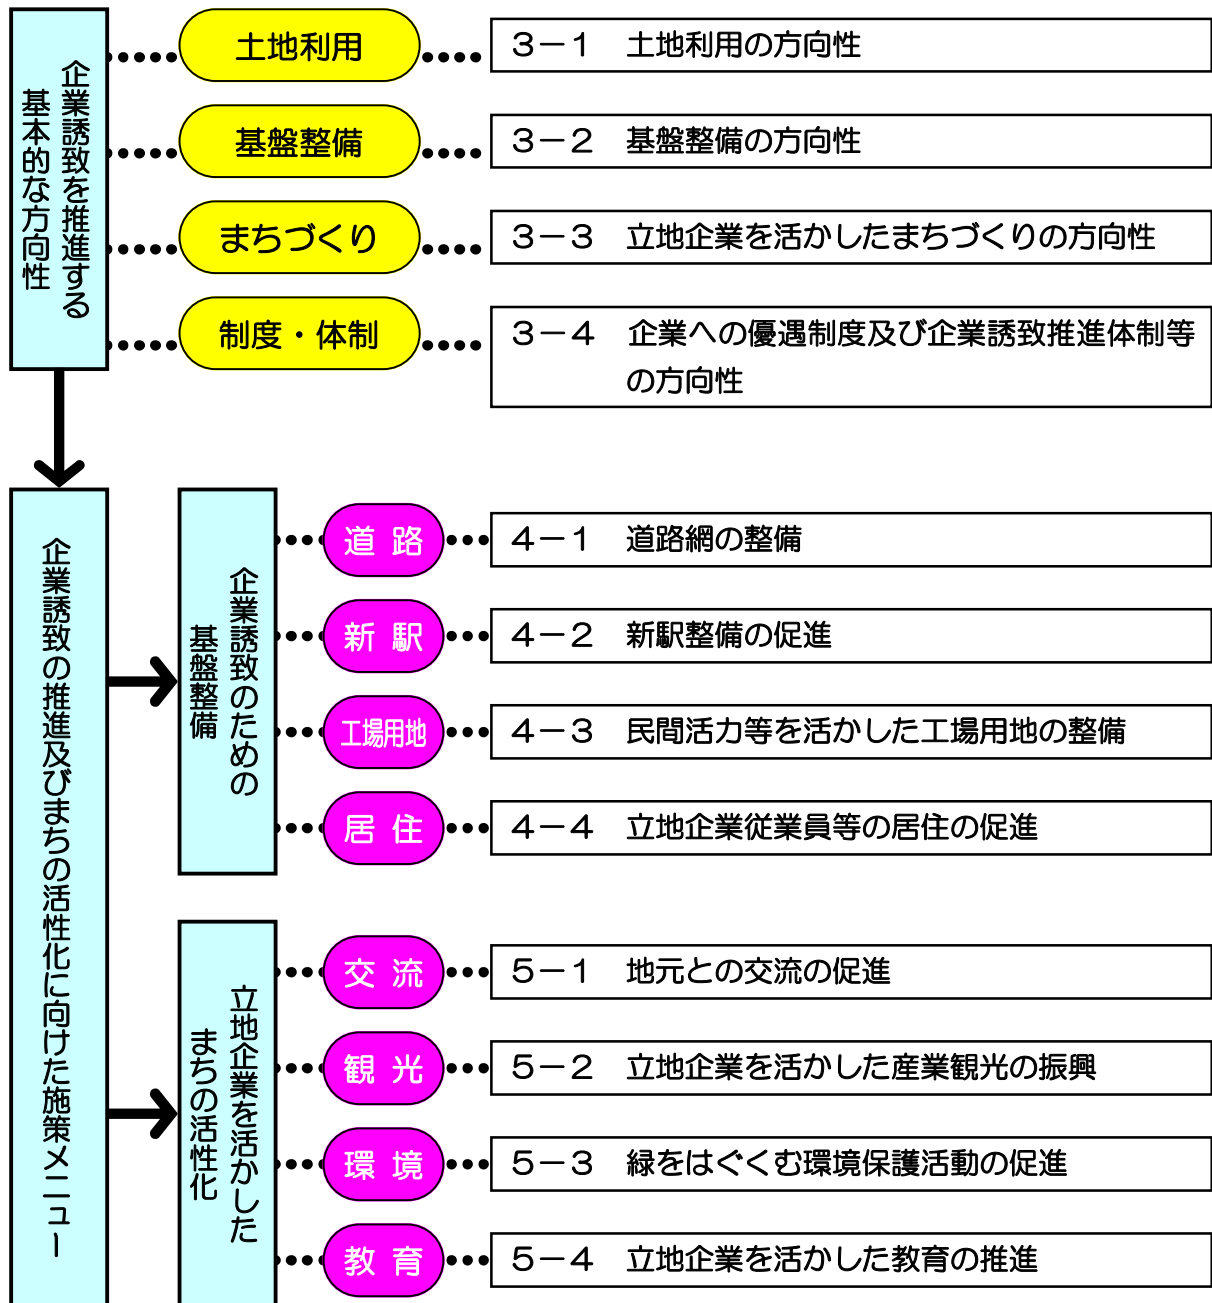 企業誘致を推進する
基本的な方向性
土地利用
3－1 土地利用の方向性
基盤整備
3－2 基盤整備の方向性
まちづくり
3－3 立地企業を活かしたまちづくりの方向性
制度・体制
3－4 企業への優遇制度及び企業誘致推進体制等
の方向性
企業誘致の推進及びまちの活性化に向けた施策メニュー
企業誘致のための
基盤整備
道路
4－1 道路網の整備
新駅
4－2 新駅整備の促進
工場用地
4－3 民間活力等を活かした工場用地の整備
居住
4－4 立地企業従業員等の居住の促進
立地企業を活かした
まちの活性化
交流
5－1 地元との交流の促進
観光
5－2 立地企業を活かした産業観光の振興
環境
5－3 緑をはぐくむ環境保護活動の促進
教育
5－4 立地企業を活かした教育の推進